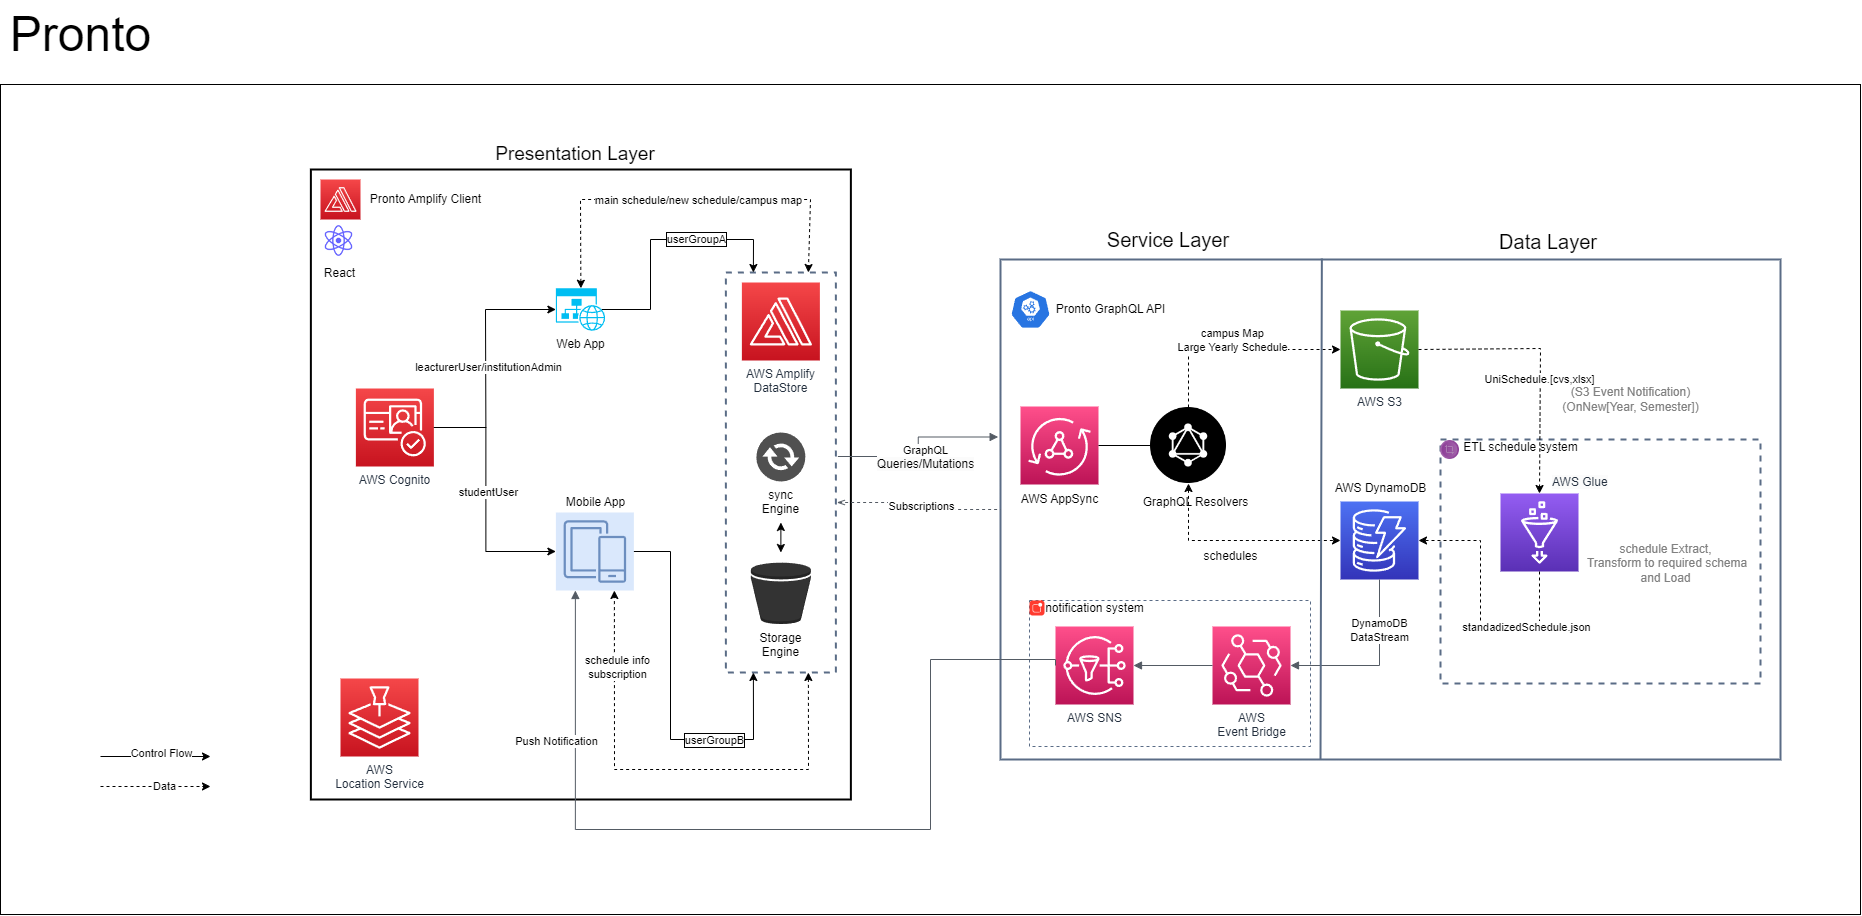 Pronto
Presentation Layer
Pronto Amplify Client
React
main schedule/new schedule/campus map
userGroupA
Web App
leacturerUser/institutionAdmin
AWS Cognito
studentUser
Mobile App
AWS Amplify
DataStore
sync
Engine
Storage
Engine
schedule info
subscription
Push Notification
userGroupB
AWS
Location Service
Control Flow
Data
GraphQL
Queries/Mutations
Subscriptions
Service Layer
Pronto GraphQL API
campus Map
Large Yearly Schedule
AWS AppSync
GraphQL Resolvers
schedules
notification system
AWS SNS
AWS
Event Bridge
Data Layer
AWS S3
UniSchedule.[cvs,xlsx]
(S3 Event Notification)
(OnNew[Year, Semester])
ETL schedule system
AWS DynamoDB
AWS Glue
schedule Extract,
Transform to required schema
and Load
DynamoDB
DataStream
standadizedSchedule.json